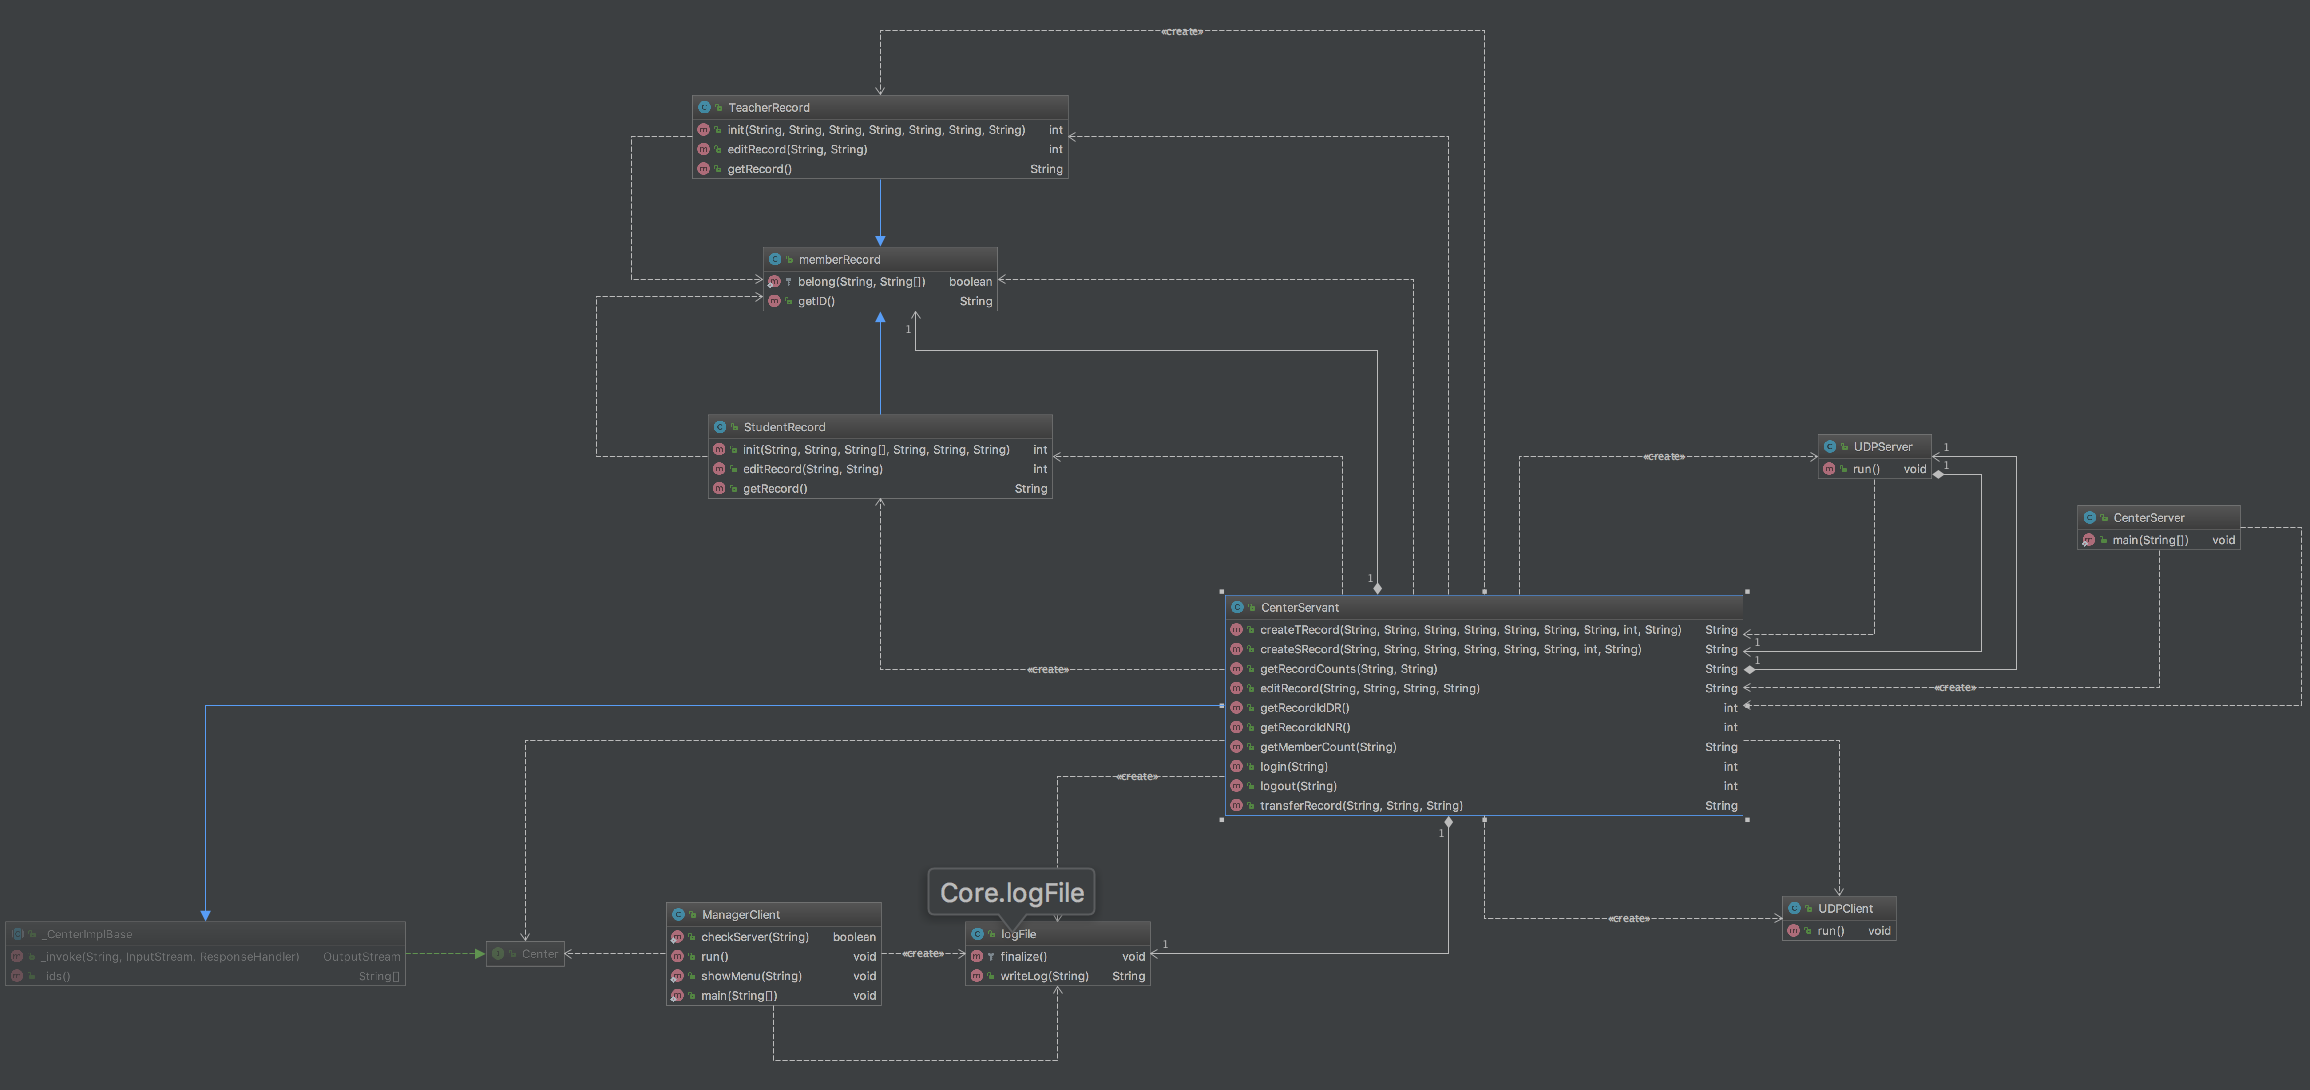 «create»
TeacherRecord
init(String, String, String, String, String, String, String) int
editRecord(String, String) int
getRecord() String
memberRecord
belong(String, String[]) boolean
getID() String
1
StudentRecord
init(String, String, String[], String, String, String) int
editRecord(String, String) int
getRecord() String
«create»
UDPServer
run() void
1
1
CenterServer
main(String[]) void
1
CenterServant
createTRecord(String, String, String, String, String, String, String, int, String) String
createSRecord(String, String, String, String, String, String, int, String) String
getRecordCounts(String, String) String
editRecord(String, String, String, String) String
getRecordIdDR() int
getRecordIdNR() int
getMemberCount(String) String
login(String) int
logout(String) int
transferRecord(String, String, String) String
1
1
«create»
«create»
«create»
1
Core.logFile
_CenterImplBase
_invoke(String, InputStream, ResponseHandler) OutputStream
_ids() String[]
Center
ManagerClient
checkServer(String) boolean
run() void
showMenu(String) void
main(String[]) void
«create»
logFile
finalize() void
writeLog(String) String
1
«create»
UDPClient
run() void